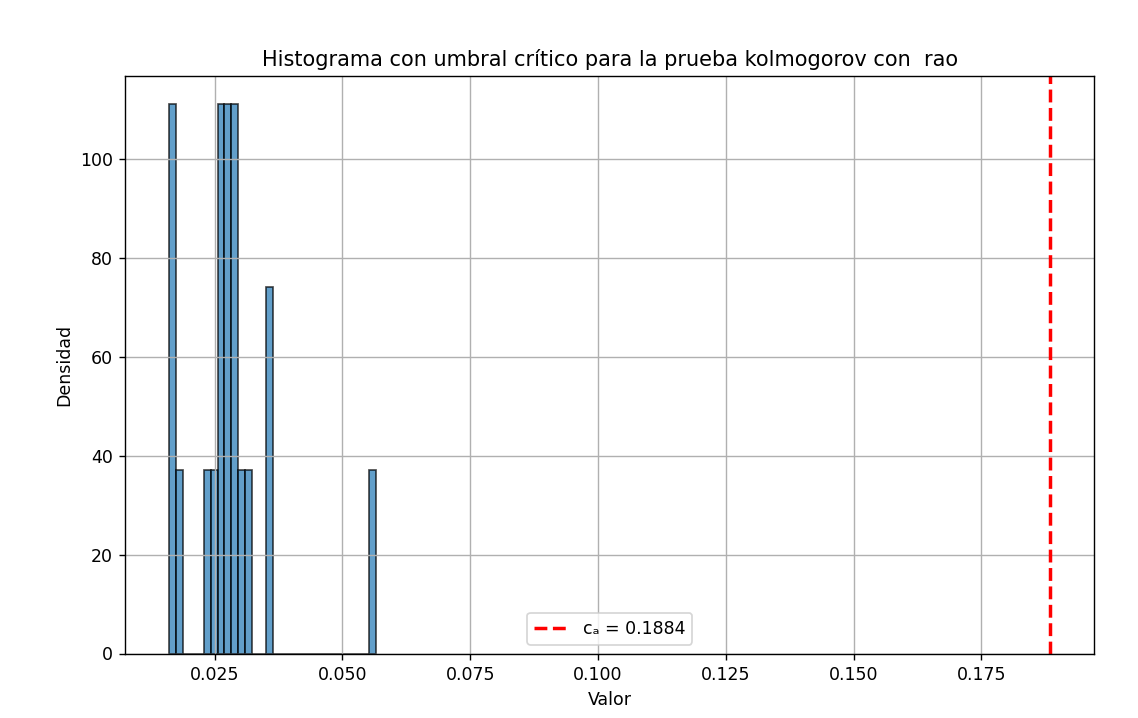 Histograma con umbral crítico para la prueba kolmogorov con  rao
Densidad
100
80
60
40
20
0
cₐ = 0.1884
0.025 0.050 0.075 0.100 0.125 0.150 0.175
Valor